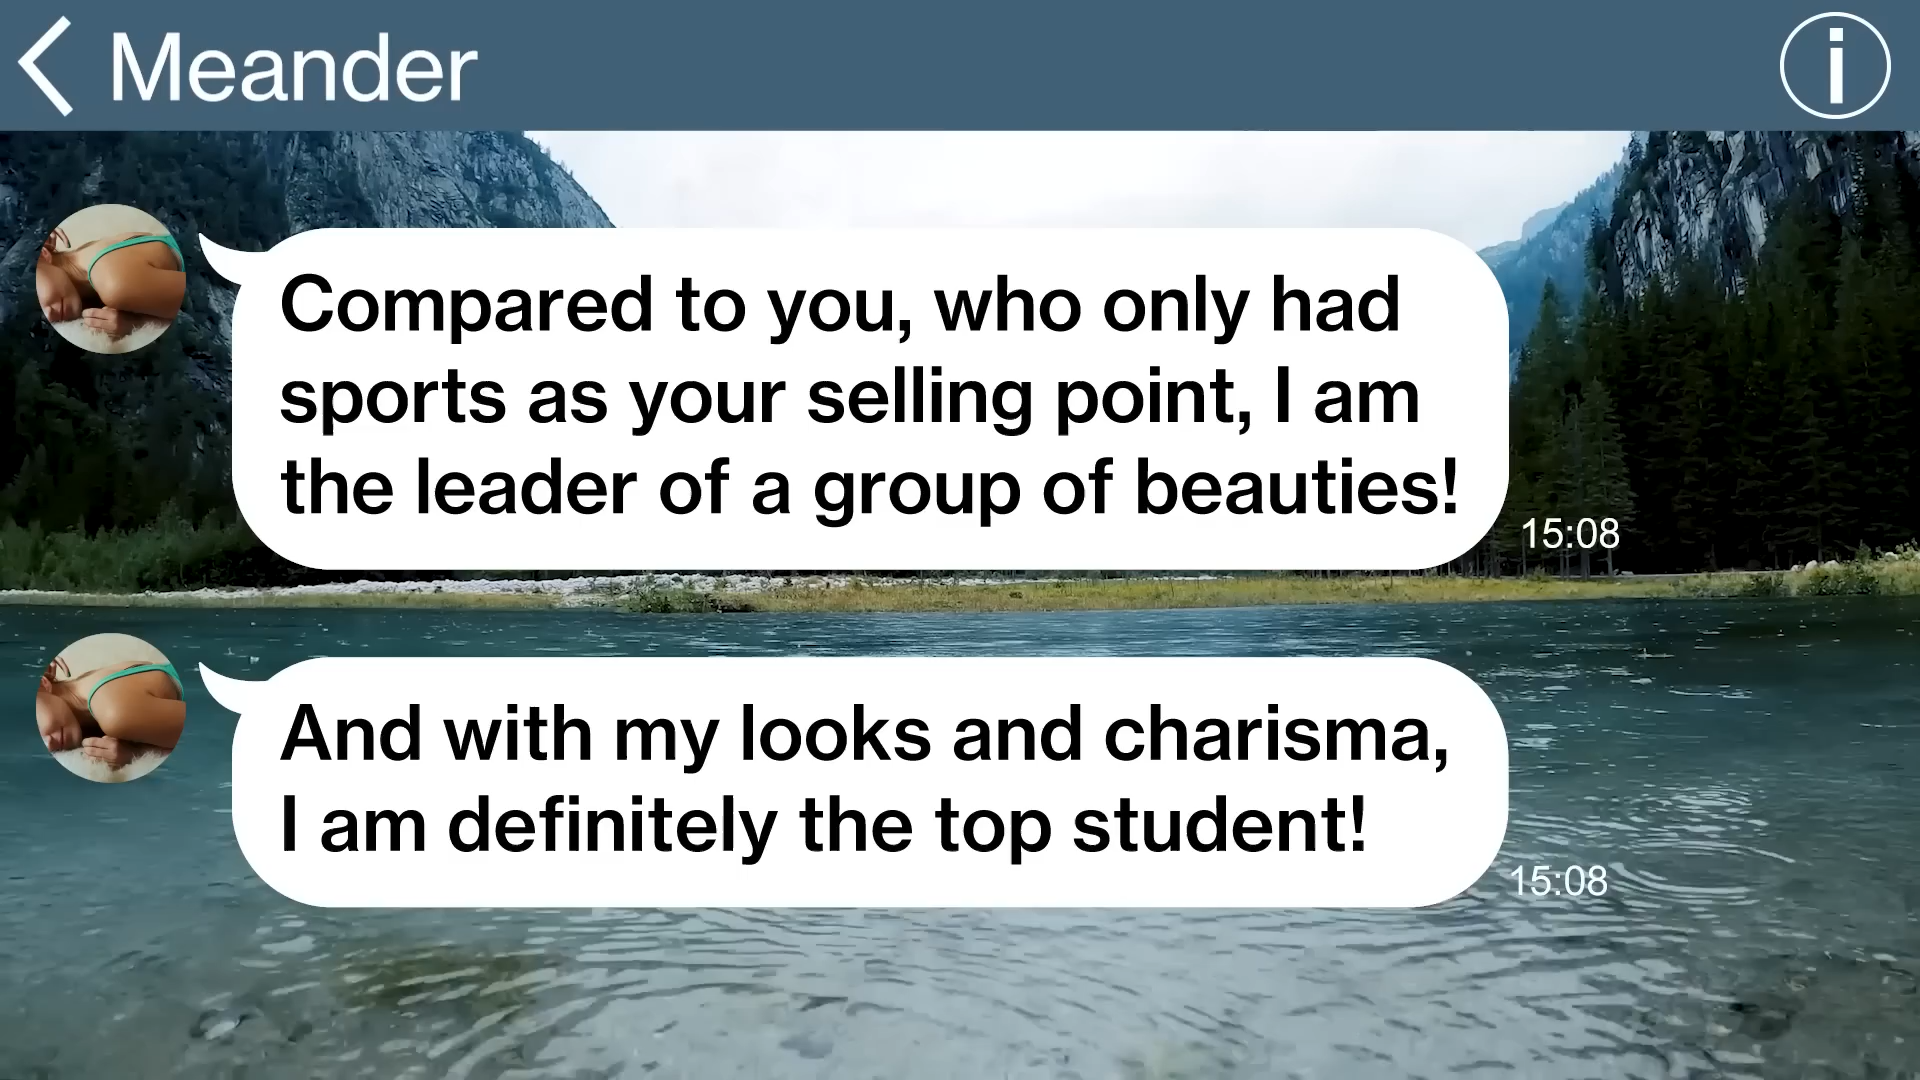 Meander
Compared to you, who only had
sports as your selling point, I am
the leader of a group of beauties!
15:08
And with my looks and charisma,
I am definitely the top student!
15:08